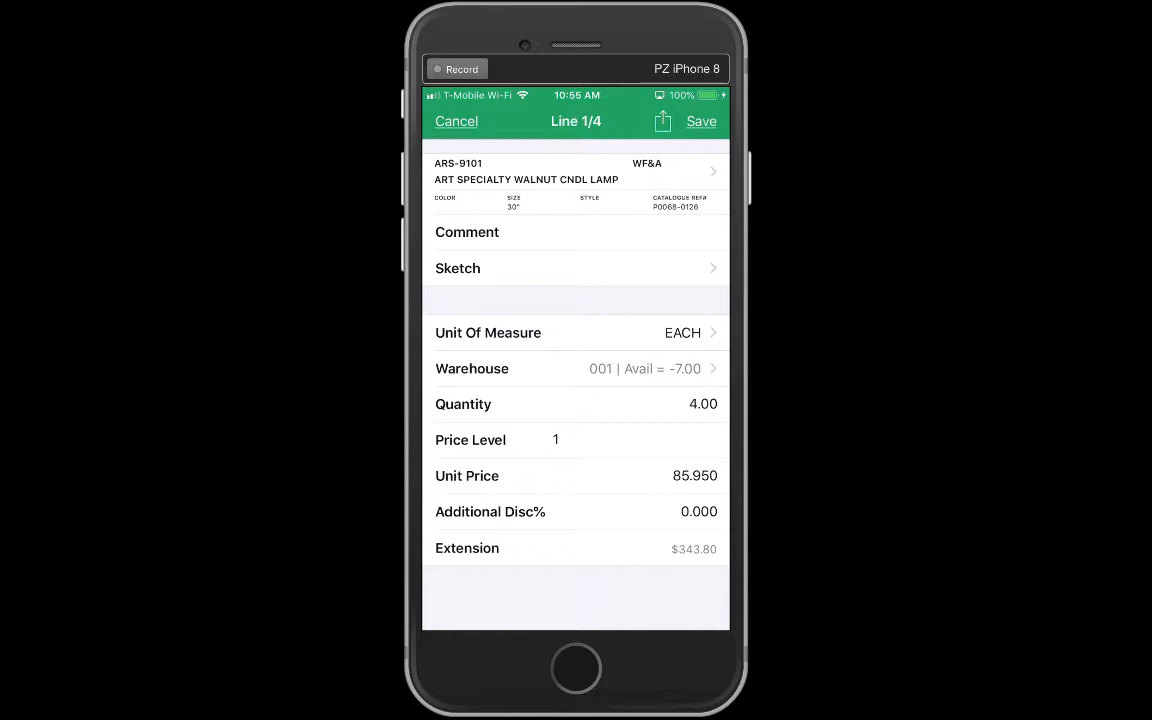 Record PZ iPhone 8
T-Mobile Wi-Fi 10:55 AM 100%
Cancel Line 1/4 Save
ARS-9101 WF&A
ART SPECIALTY WALNUT CNDL LAMP
COLOR SIZE STYLE CATALOGUE REF#
30" P0068-0126
Comment
Sketch
Unit Of Measure EACH
Warehouse 001 | Avail = -7.00
Quantity 4.00
Price Level 1
Unit Price 85.950
Additional Disc% 0.000
Extension $343.80